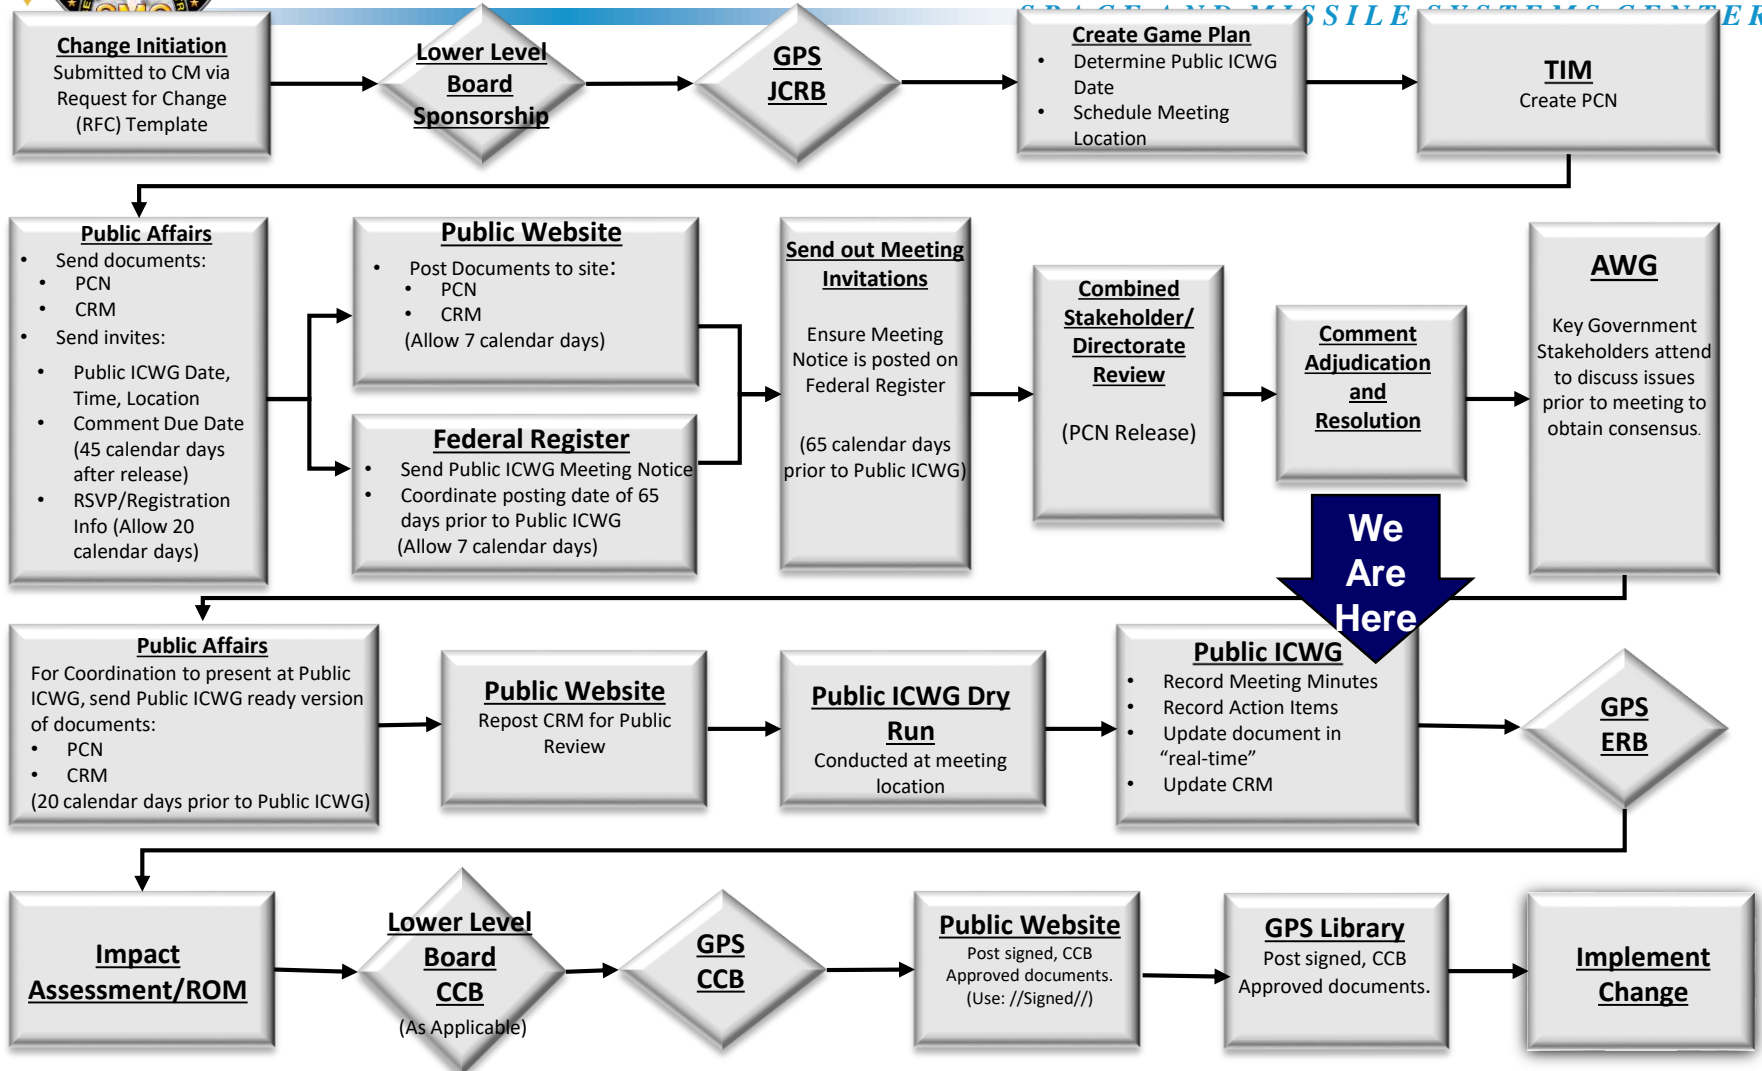 SPACE AND MISSILE SYSTEMS CENTER
Change Initiation
Submitted to CM via
Request for Change
(RFC) Template
Lower Level
Board
Sponsorship
GPS
JCRB
Create Game Plan
• Determine Public ICWG
Date
• Schedule Meeting
Location
TIM
Create PCN
Public Affairs
• Send documents:
• PCN
• CRM
• Send invites:
• Public ICWG Date,
Time, Location
• Comment Due Date
(45 calendar days
after release)
• RSVP/Registration
Info (Allow 20
calendar days)
Public Website
• Post Documents to site:
• PCN
• CRM
(Allow 7 calendar days)
Federal Register
• Send Public ICWG Meeting Notice
• Coordinate posting date of 65
days prior to Public ICWG
(Allow 7 calendar days)
Send out Meeting
Invitations
Ensure Meeting
Notice is posted on
Federal Register
(65 calendar days
prior to Public ICWG)
Combined
Stakeholder/
Directorate
Review
(PCN Release)
Comment
Adjudication
and
Resolution
AWG
Key Government
Stakeholders attend
to discuss issues
prior to meeting to
obtain consensus.
We
Are
Here
Public Affairs
For Coordination to present at Public
ICWG, send Public ICWG ready version
of documents:
• PCN
• CRM
(20 calendar days prior to Public ICWG)
Public Website
Repost CRM for Public
Review
Public ICWG Dry
Run
Conducted at meeting
location
Public ICWG
• Record Meeting Minutes
• Record Action Items
• Update document in
“real-time”
• Update CRM
GPS
ERB
Impact
Assessment/ROM
Lower Level
Board
CCB
(As Applicable)
GPS
CCB
Public Website
Post signed, CCB
Approved documents.
(Use: //Signed//)
GPS Library
Post signed, CCB
Approved documents.
Implement
Change